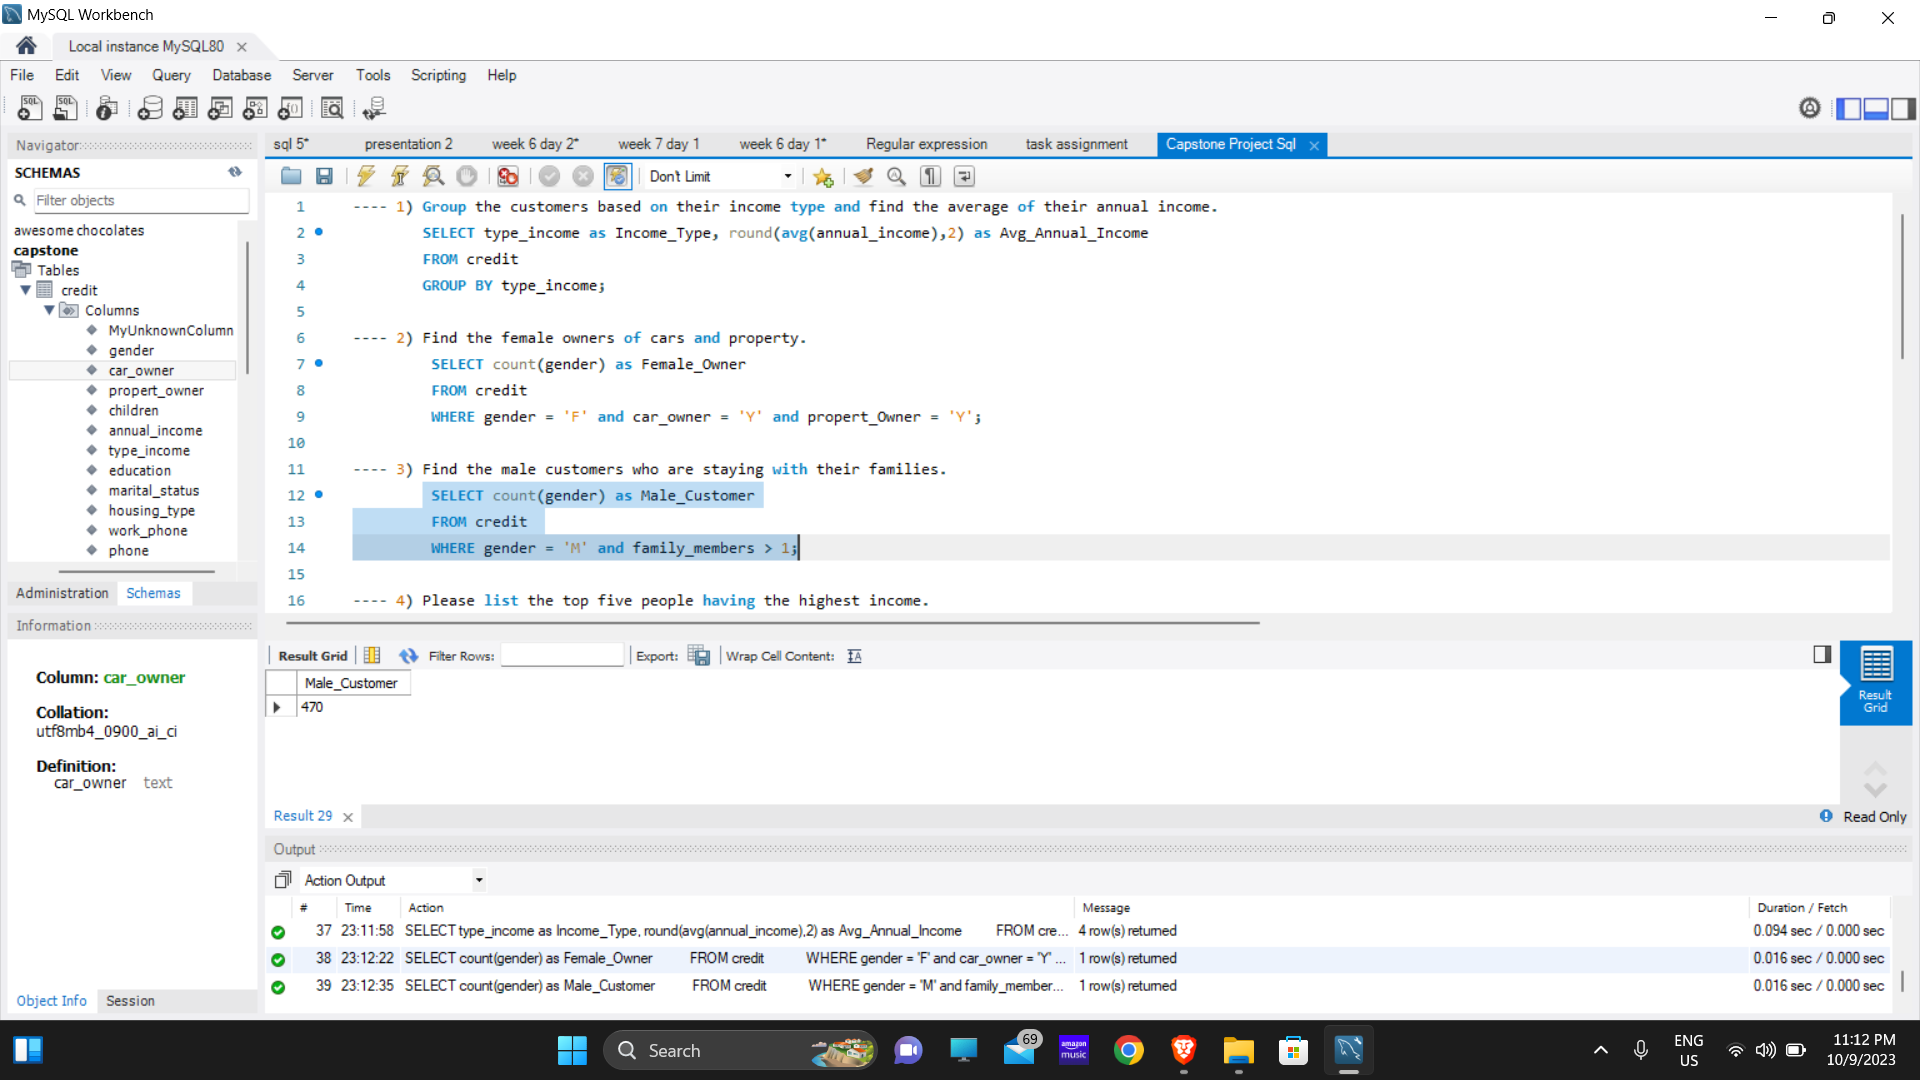 MySQL Workbench
Local instance MySQL80
File Edit View Query Database Server Tools Scripting Help
Navigator
SCHEMAS
Filter objects
awesome chocolates
capstone
Tables
credit
Columns
MyUnknownColumn
gender
car_owner
propert_owner
children
annual_income
type_income
education
marital_status
housing_type
work_phone
phone
Administration Schemas
Information
Column: car_owner
Collation:
utf8mb4_0900_ai_ci
Definition:
car_owner text
Object Info Session
sql 5* presentation 2 week 6 day 2* week 7 day 1 week 6 day 1* Regular expression task assignment Capstone Project Sql
Don't Limit
1 ---- 1) Group the customers based on their income type and find the average of their annual income.
2 SELECT type_income as Income_Type, round(avg(annual_income),2) as Avg_Annual_Income
3 FROM credit
4 GROUP BY type_income;
5
6 ---- 2) Find the female owners of cars and property.
7 SELECT count(gender) as Female_Owner
8 FROM credit
9 WHERE gender = 'F' and car_owner = 'Y' and propert_Owner = 'Y';
10
11 ---- 3) Find the male customers who are staying with their families.
12 SELECT count(gender) as Male_Customer
13 FROM credit
14 WHERE gender = 'M' and family_members > 1;
15
16 ---- 4) Please list the top five people having the highest income.
Result Grid Filter Rows: Export: Wrap Cell Content:
Male_Customer
470
Result Grid
Result 29
Read Only
Output
Action Output
# Time Action Message Duration / Fetch
37 23:11:58 SELECT type_income as Income_Type, round(avg(annual_income),2) as Avg_Annual_Income FROM cre... 4 row(s) returned 0.094 sec / 0.000 sec
38 23:12:22 SELECT count(gender) as Female_Owner FROM credit WHERE gender = 'F' and car_owner = 'Y' ... 1 row(s) returned 0.016 sec / 0.000 sec
39 23:12:35 SELECT count(gender) as Male_Customer FROM credit WHERE gender = 'M' and family_member... 1 row(s) returned 0.016 sec / 0.000 sec
Search
69
amazon music
ENG
US
11:12 PM
10/9/2023